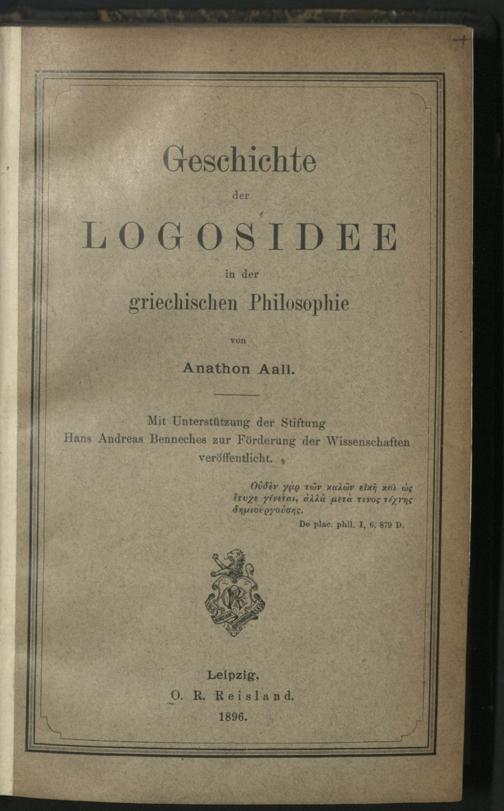 Geschichte
der
LOGOSIDEE
in der
griechischen Philosophie
von
Anathon Aall.
Mit Unterstützung der Stiftung
Hans Andreas Benneches zur Förderung der Wissenschaften
veröffentlicht.
Οὐδὲν γὰρ τῶν καλῶν εἰκῆ καὶ ὡς
ἔτυχε γίνεται, ἀλλὰ μετά τινος τέχνης
δημιουργούσης.
De plac. phil. I, 6, 879 D.
Leipzig,
O. R. Reisland.
1896.